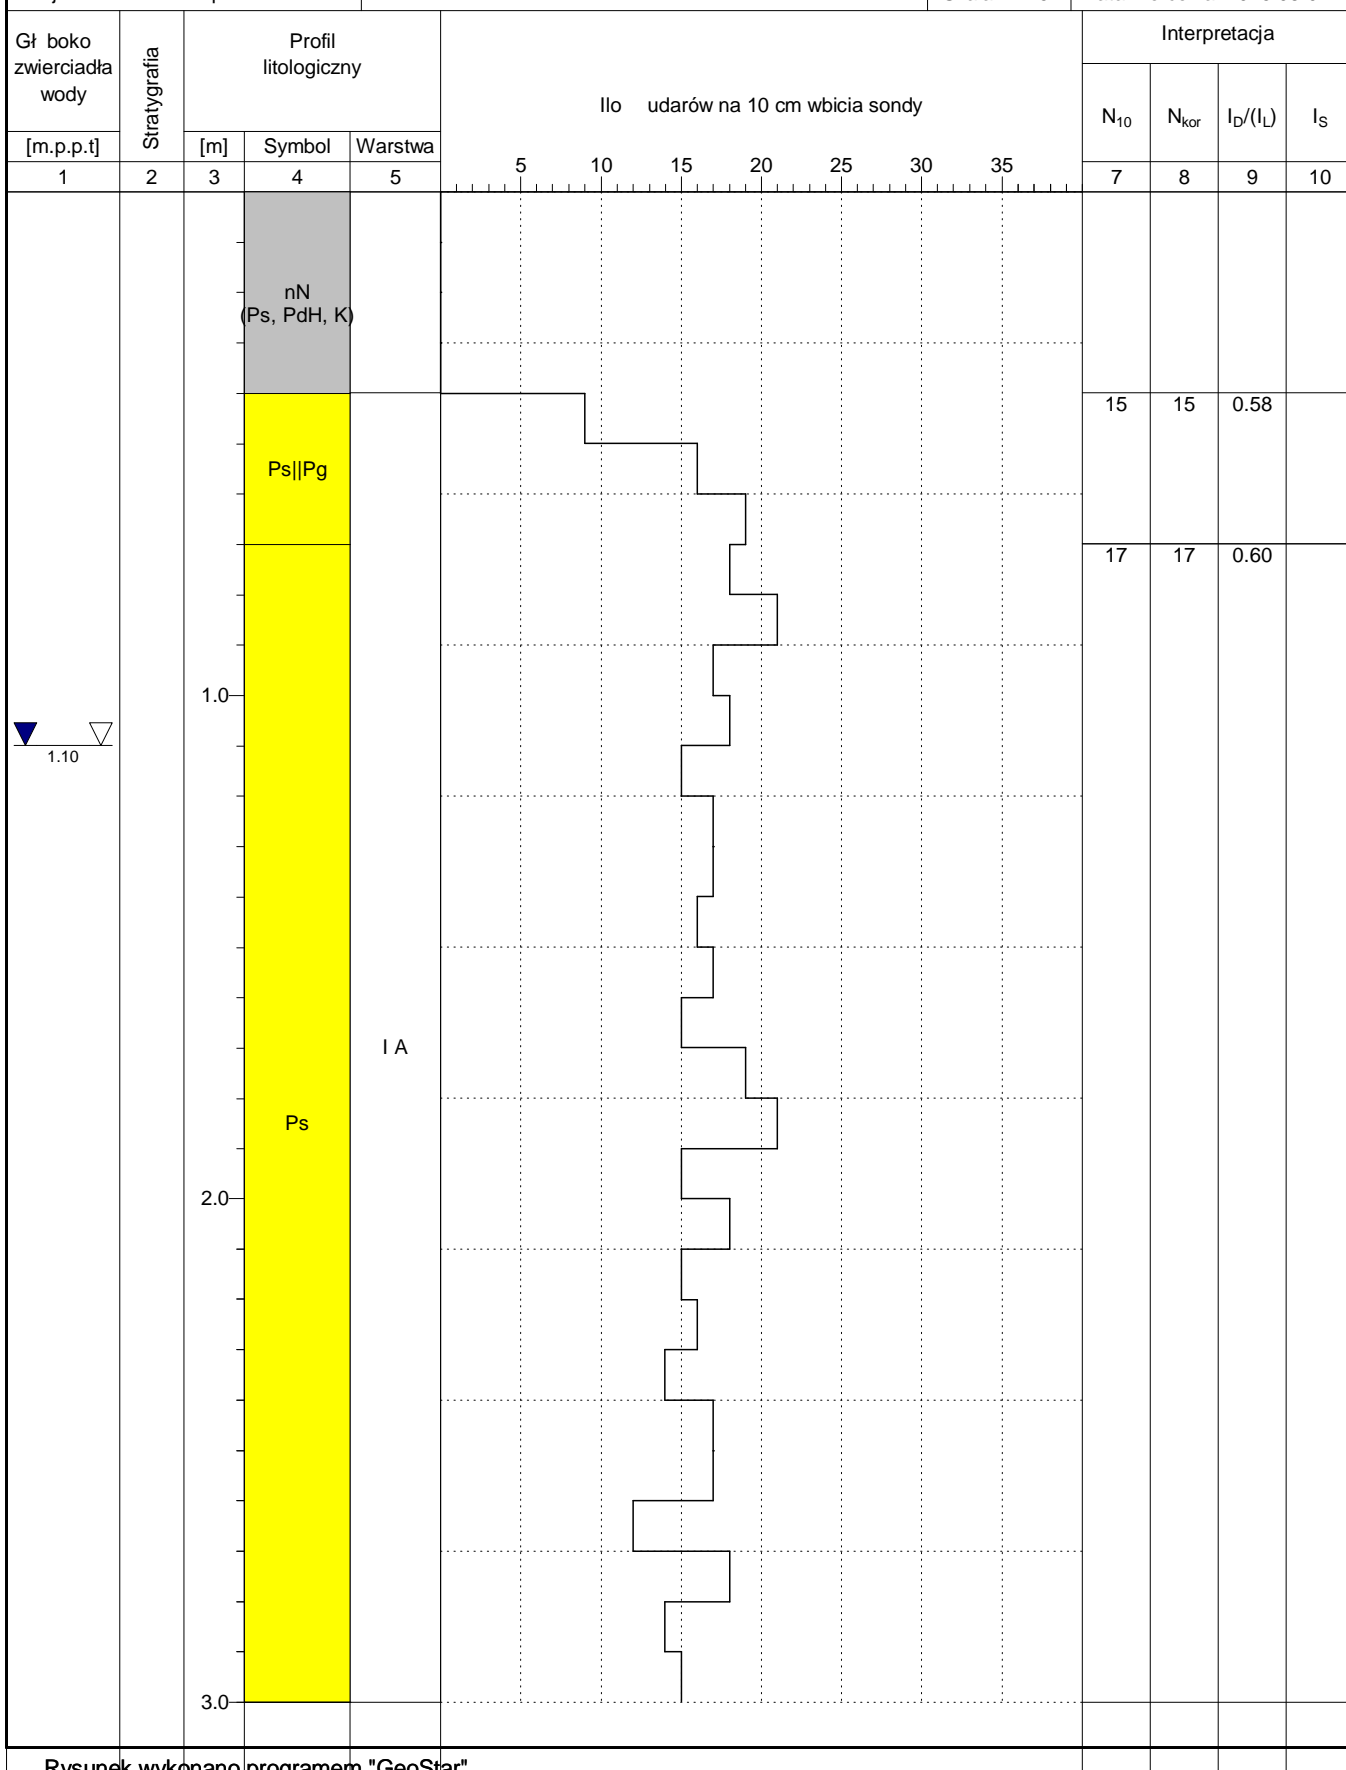 Gł boko
zwierciadła
wody
[m.p.p.t]
1
Stratygrafia
2
Profil
litologiczny
[m]
Symbol
Warstwa
3
4
5
Ilo udarów na 10 cm wbicia sondy
5 10 15 20 25 30 35
Interpretacja
N10
Nkor
ID/(IL)
IS
7
8
9
10
nN
(Ps, PdH, K)
15 15 0.58
Ps||Pg
17 17 0.60
1.0
1.10
I A
Ps
2.0
3.0
Rysunek wykonano programem "GeoStar"